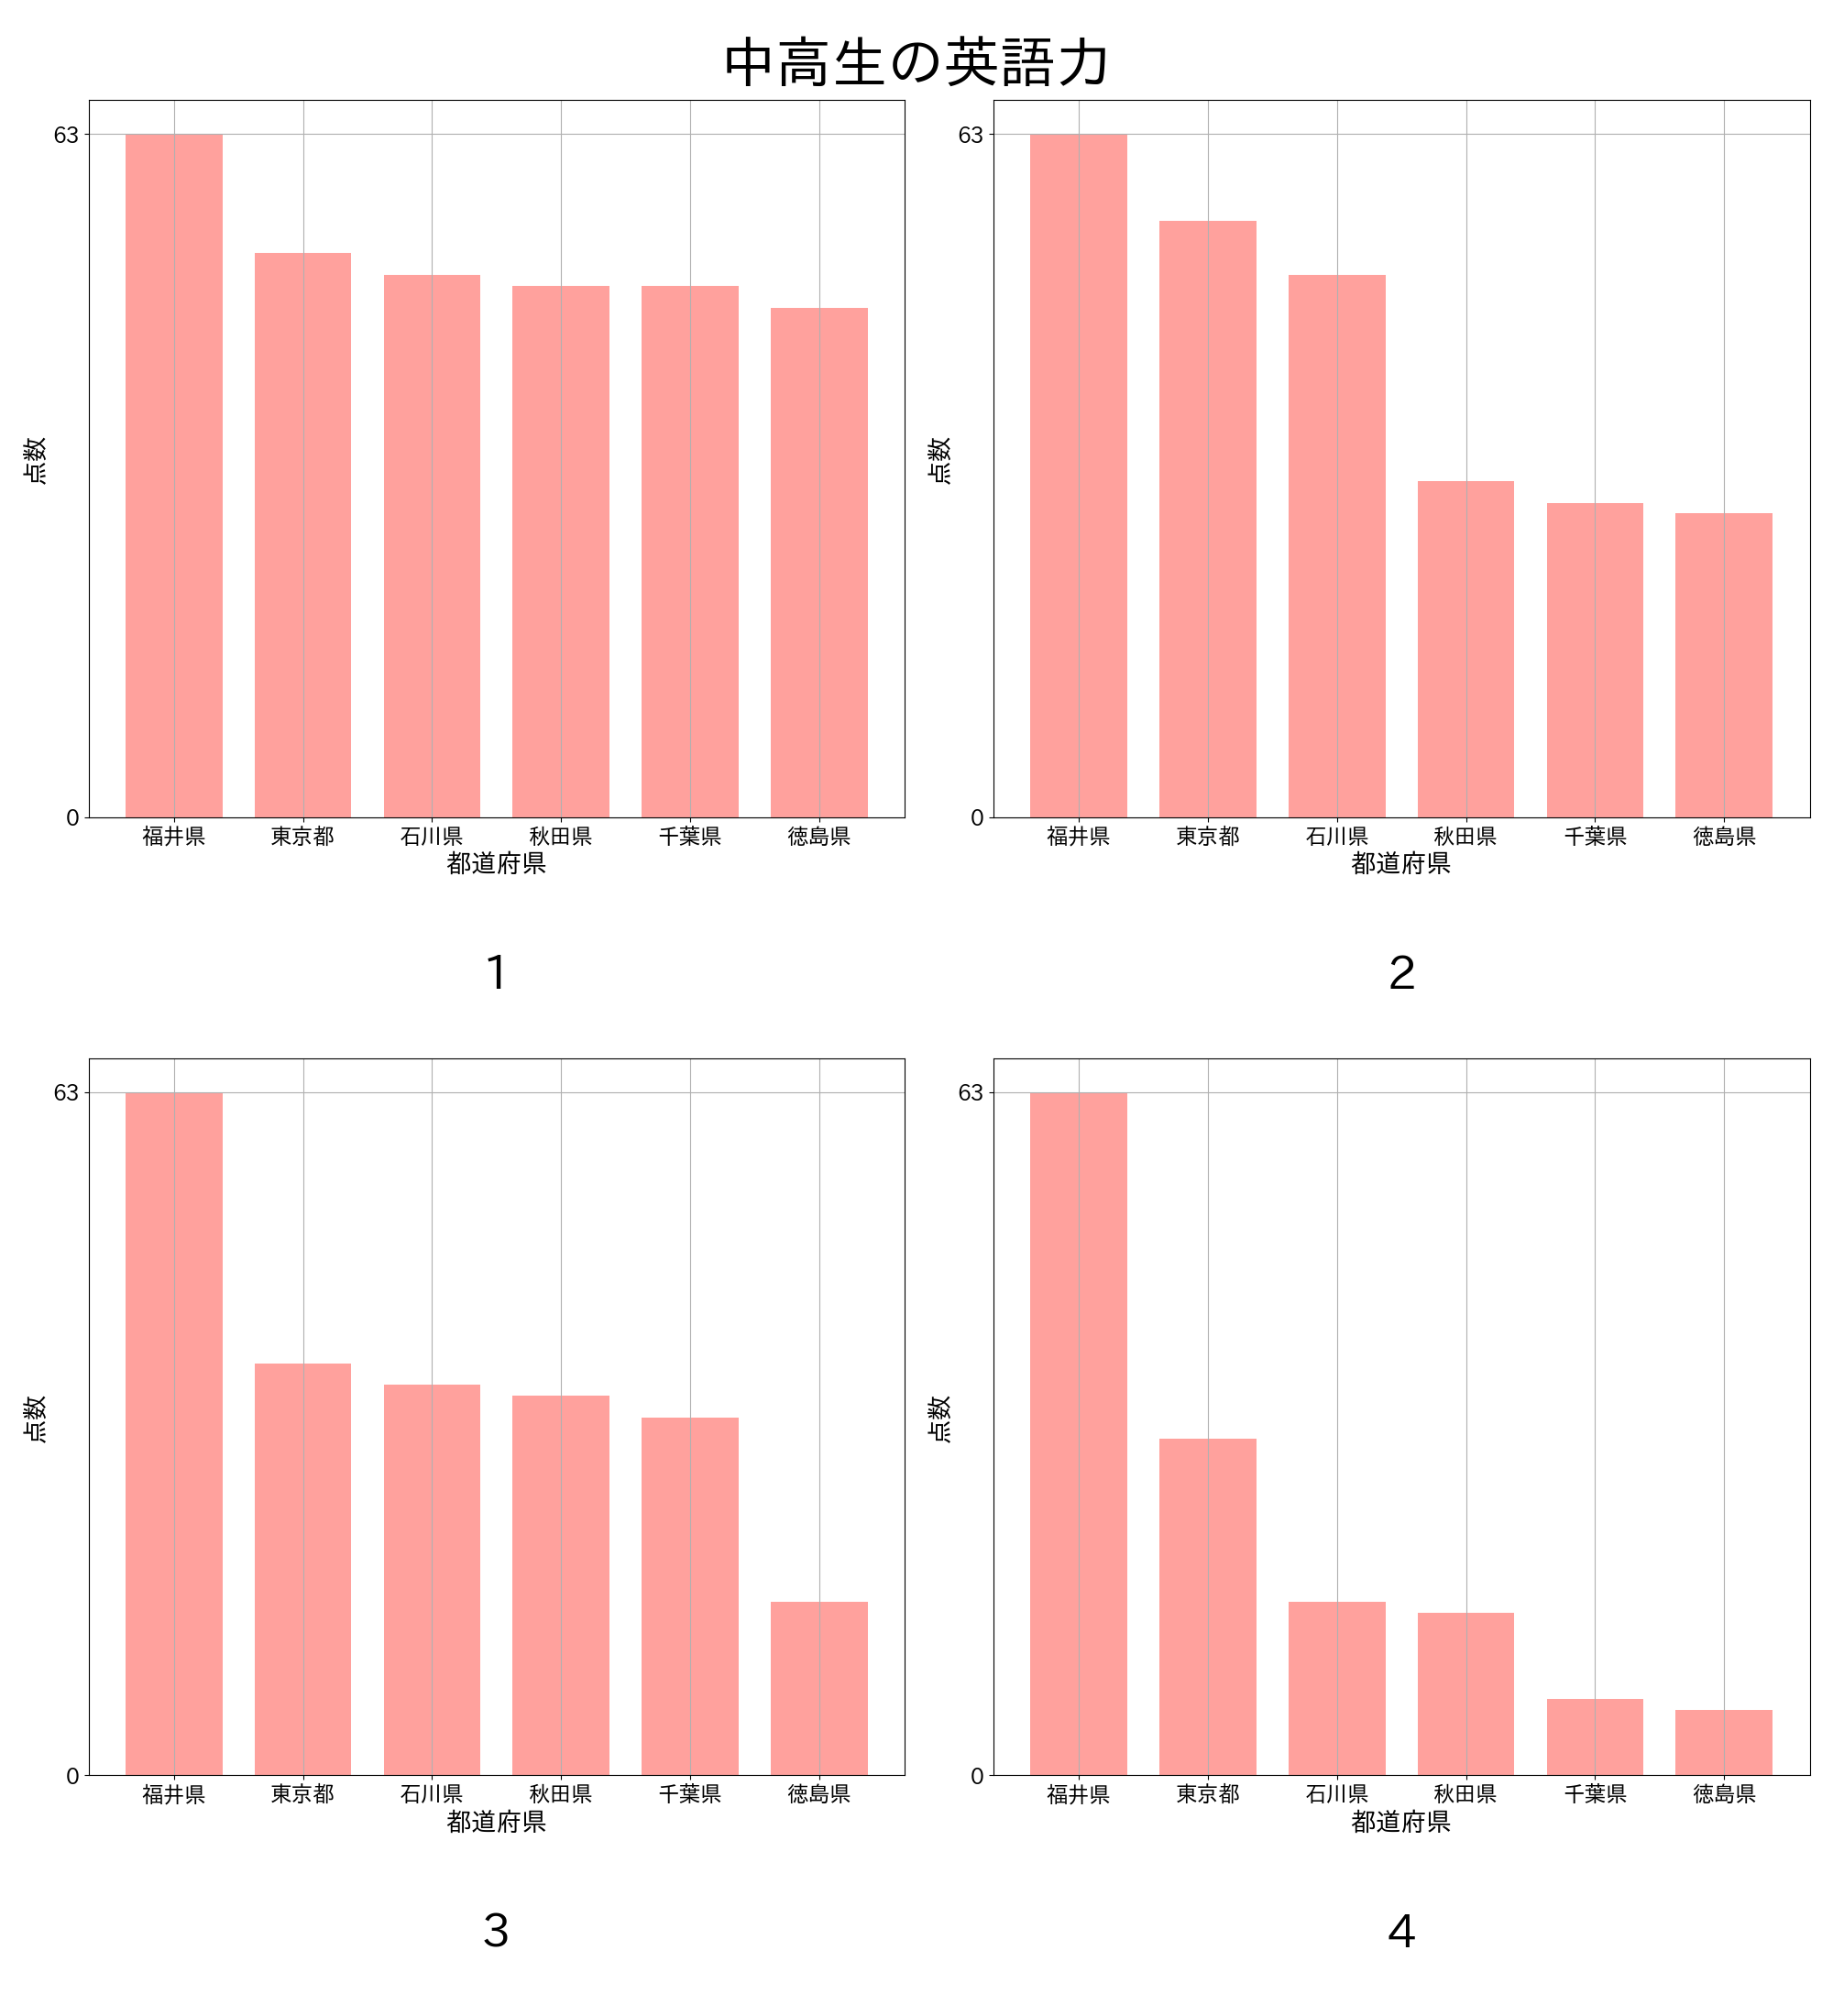 中高生の英語力
63
0
点数
福井県 東京都 石川県 秋田県 千葉県 徳島県
都道府県
1
63
0
点数
福井県 東京都 石川県 秋田県 千葉県 徳島県
都道府県
2
63
0
点数
福井県 東京都 石川県 秋田県 千葉県 徳島県
都道府県
3
63
0
点数
福井県 東京都 石川県 秋田県 千葉県 徳島県
都道府県
4